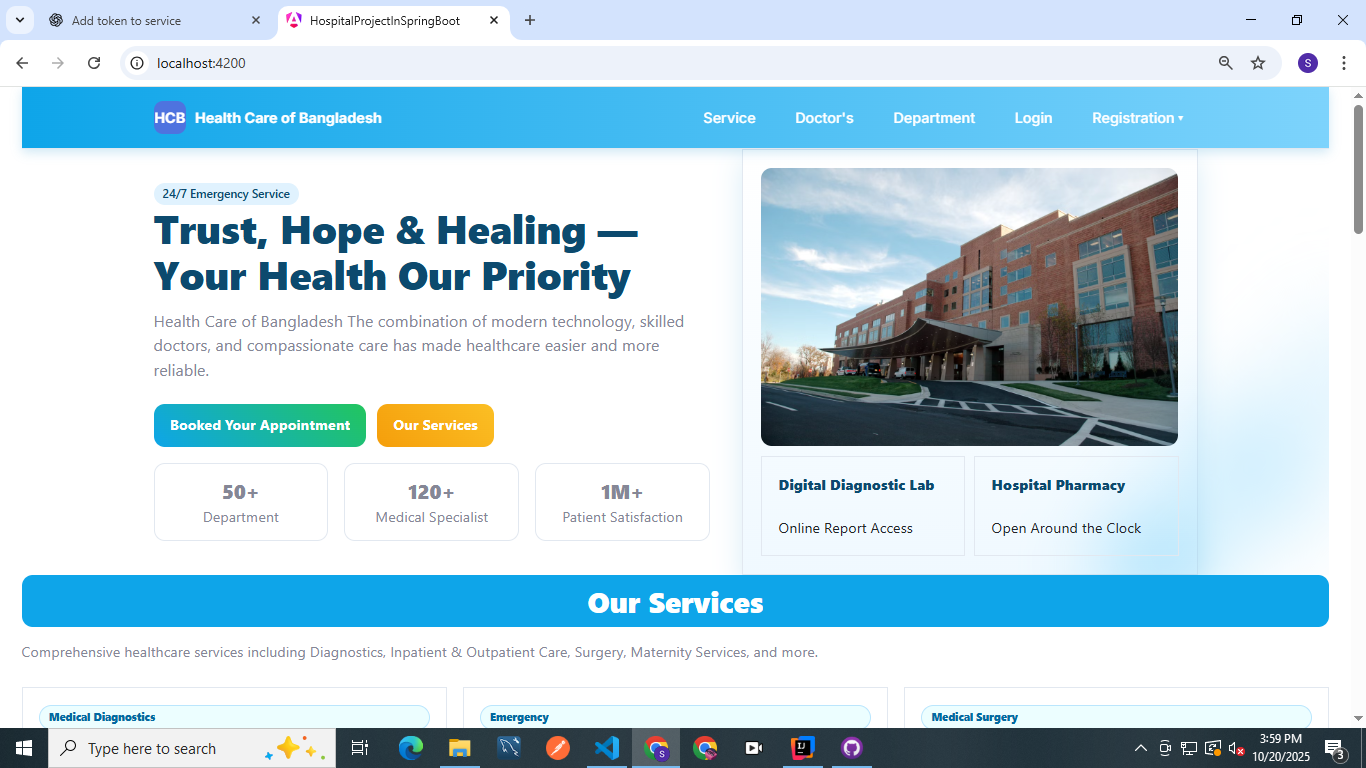 Add token to service
HospitalProjectInSpringBoot
localhost:4200
S
HCB Health Care of Bangladesh
Service Doctor's Department Login Registration ▾
24/7 Emergency Service
Trust, Hope & Healing —
Your Health Our Priority
Health Care of Bangladesh The combination of modern technology, skilled
doctors, and compassionate care has made healthcare easier and more
reliable.
Booked Your Appointment Our Services
50+
Department
120+
Medical Specialist
1M+
Patient Satisfaction
Digital Diagnostic Lab
Online Report Access
Hospital Pharmacy
Open Around the Clock
Our Services
Comprehensive healthcare services including Diagnostics, Inpatient & Outpatient Care, Surgery, Maternity Services, and more.
Medical Diagnostics
Emergency
Medical Surgery
Type here to search
S
3:59 PM
10/20/2025
3